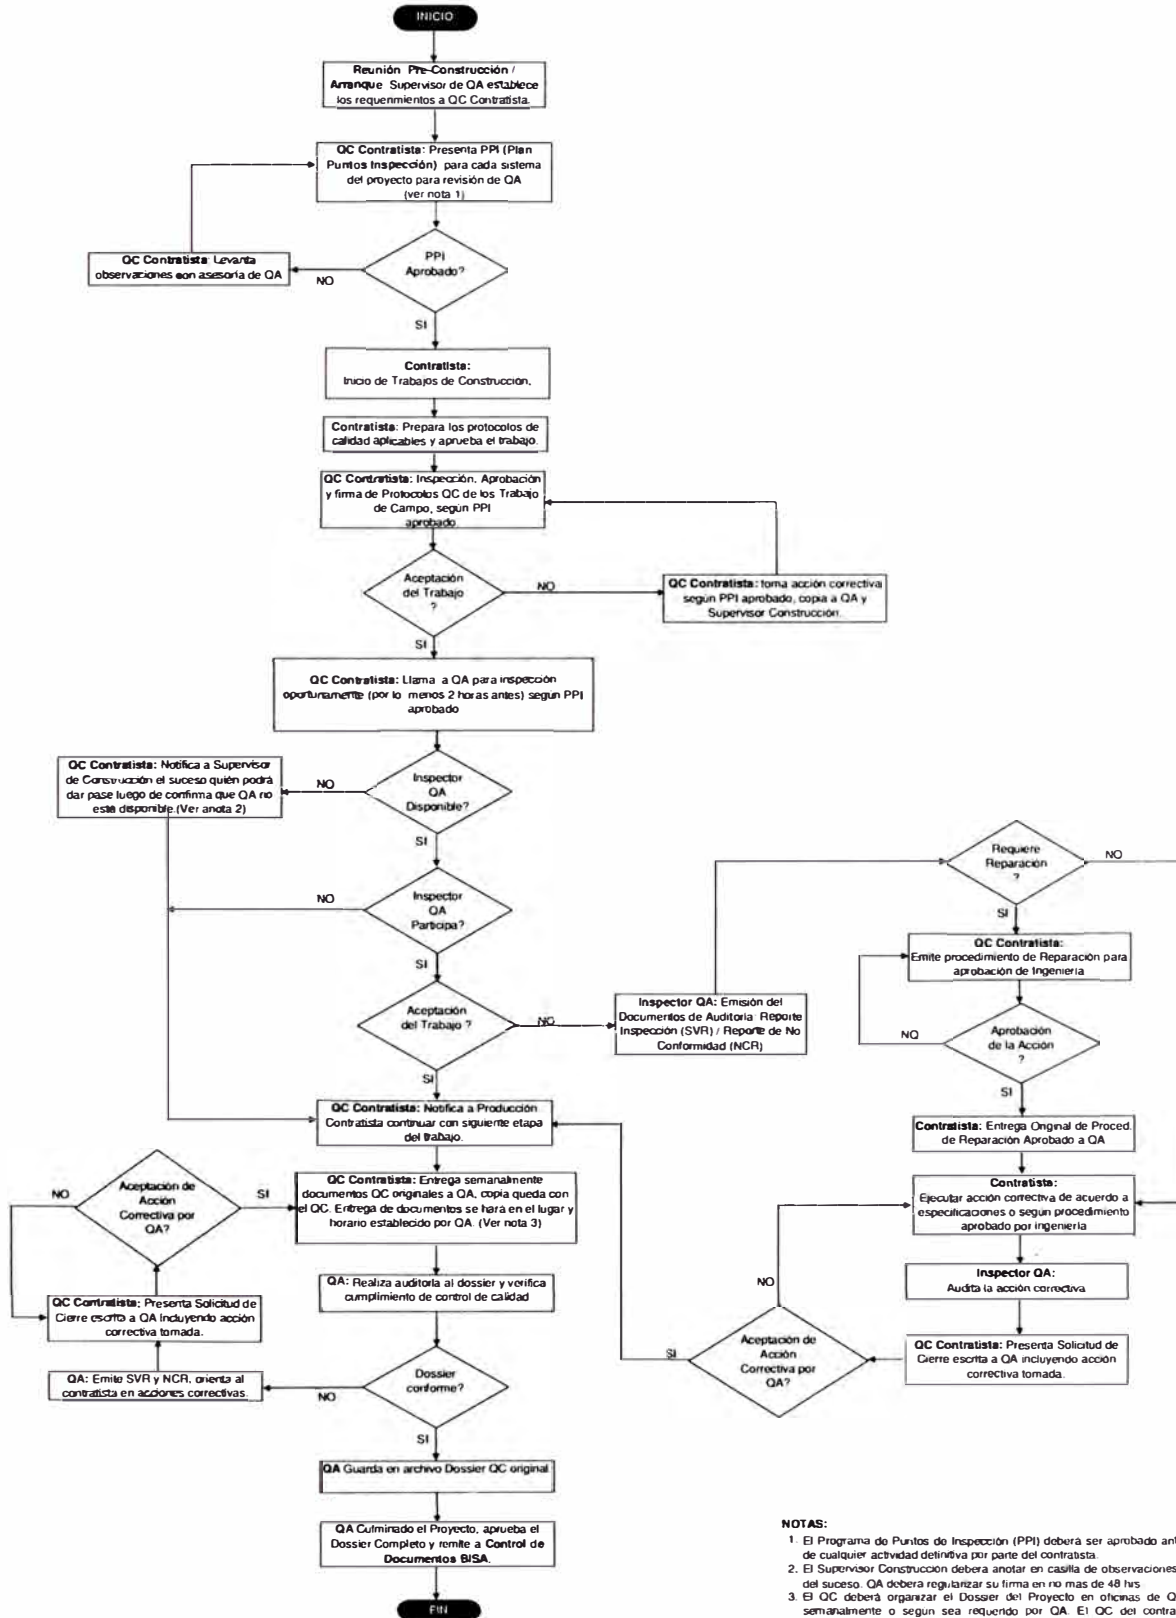 INICIO
Reunión Pre-Construcción /
Arranque Supervisor de QA establece
los requerimientos a QC Contratista.
QC Contratista: Presenta PPI (Plan
Puntos Inspección) para cada sistema
del proyecto para revisión de QA
(ver nota 1)
QC Contratista: Levanta
observaciones con asesoría de QA
NO
PPI
Aprobado?
SI
Contratista:
Inicio de Trabajos de Construcción,
Contratista: Prepara los protocolos de
calidad aplicables y aprueba el trabajo.
QC Contratista: Inspección, Aprobación
y firma de Protocolos QC de los Trabajo
de Campo, según PPI
aprobado
Aceptación
del Trabajo
?
NO
QC Contratista: toma acción correctiva
según PPI aprobado, copia a QA y
Supervisor Construcción.
SI
QC Contratista: Llama a QA para inspección
oportunamente (por lo menos 2 horas antes) según PPI
aprobado
QC Contratista: Notifica a Supervisor
de Construcción el suceso quién podrá
dar pase luego de confirma que QA no
esté disponible.(Ver anota 2)
NO
Inspector
QA
Disponible?
SI
NO
Inspector
QA
Participa?
SI
Aceptación
del Trabajo ?
NO
Inspector QA: Emisión del
Documentos de Auditoria: Reporte
Inspección (SVR) / Reporte de No
Conformidad (NCR)
SI
Requiere
Reparación
?
NO
SI
QC Contratista:
Emite procedimiento de Reparación para
aprobación de Ingeniería
NO
Aprobación
de la Acción
?
SI
Contratista: Entrega Original de Proced.
de Reparación Aprobado a QA
Contratista:
Ejecutar acción correctiva de acuerdo a
especificaciones o según procedimiento
aprobado por ingeniería
Inspector QA:
Audita la acción correctiva
QC Contratista: Presenta Solicitud de
Cierre escrita a QA incluyendo acción
correctiva tomada.
NO
Aceptación de
Acción
Correctiva por
QA?
SI
QC Contratista: Notifica a Producción
Contratista continuar con siguiente etapa
del trabajo.
QC Contratista: Entrega semanalmente
documentos QC originales a QA, copia queda con
el QC. Entrega de documentos se hará en el lugar y
horario establecido por QA. (Ver nota 3)
NO
Aceptación de
Acción
Correctiva por
QA?
SI
QA: Realiza auditoría al dossier y verifica
cumplimiento de control de calidad
QC Contratista: Presenta Solicitud de
Cierre escrita a QA Incluyendo acción
correctiva tomada.
QA: Emite SVR y NCR, orienta al
contratista en acciones correctivas.
NO
Dossier
conforme?
SI
QA Guarda en archivo Dossier QC original
QA Culminado el Proyecto, aprueba el
Dossier Completo y remite a Control de
Documentos BISA.
FIN
NOTAS:
1. El Programa de Puntos de Inspección (PPI) deberá ser aprobado ant
de cualquier actividad definitiva por parte del contratista.
2. El Supervisor Construcción debera anotar en casilla de observaciones
del suceso. QA debera regularizar su firma en no mas de 48 hrs
3. El QC deberá organizar el Dossier del Proyecto en oficinas de Q
semanalmente o según sea requerido por QA. El QC del contra